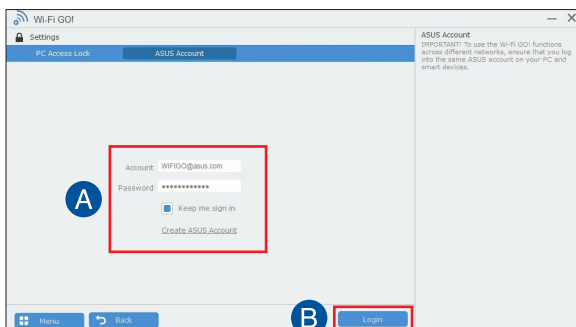 Wi-Fi GO!
Settings
PC Access Lock
ASUS Account
ASUS Account
IMPORTANT! To use the Wi-Fi GO! functions
across different networks, ensure that you log
into the same ASUS account on your PC and
smart devices.
A
Account
WIFIGO@asus.com
Password
************
Keep me sign in
Create ASUS Account
Menu
Back
B
Login